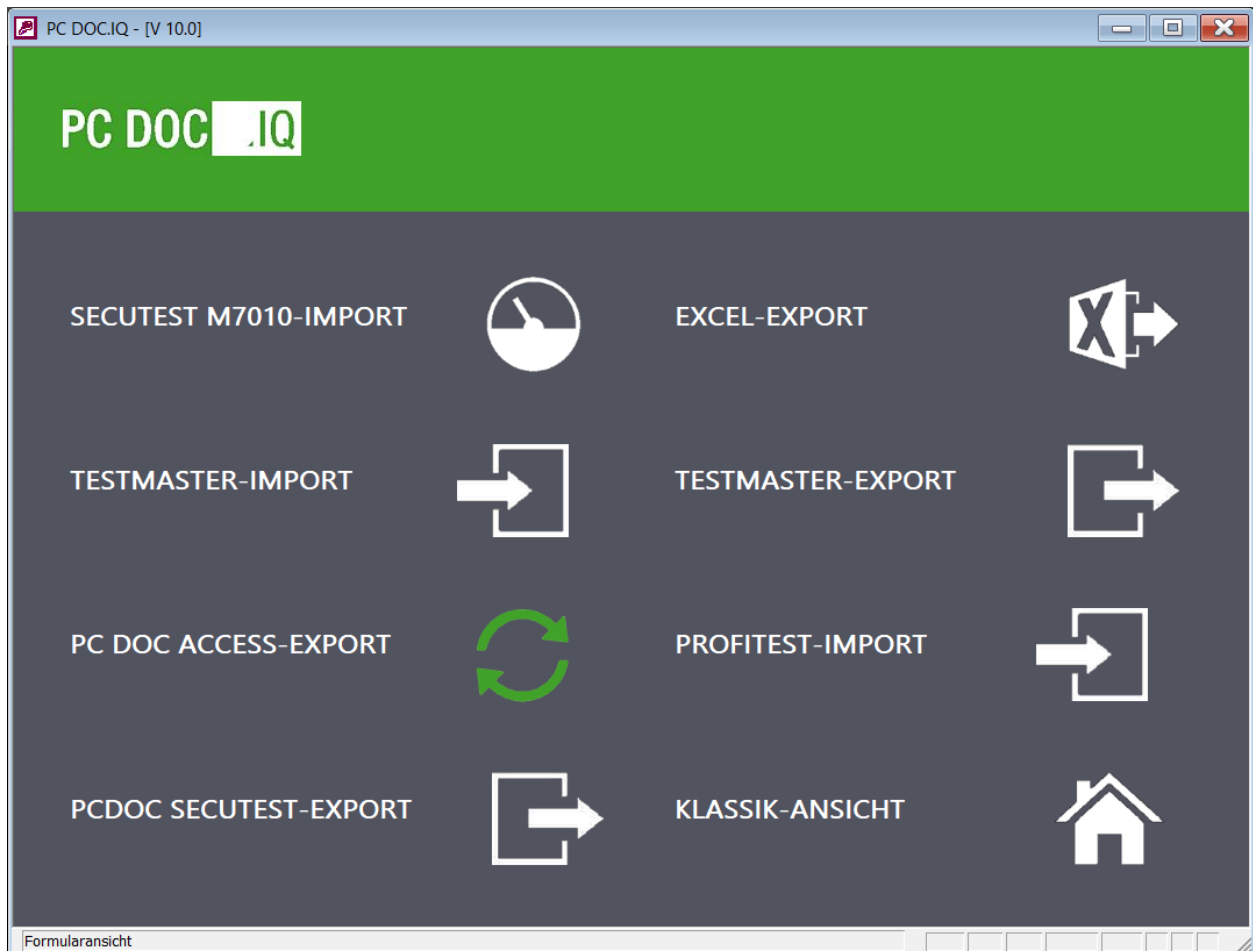 PC DOC.IQ - [V 10.0]
PC DOC .IQ
SECUTEST M7010-IMPORT
EXCEL-EXPORT
TESTMASTER-IMPORT
TESTMASTER-EXPORT
PC DOC ACCESS-EXPORT
PROFITEST-IMPORT
PCDOC SECUTEST-EXPORT
KLASSIK-ANSICHT
Formularansicht